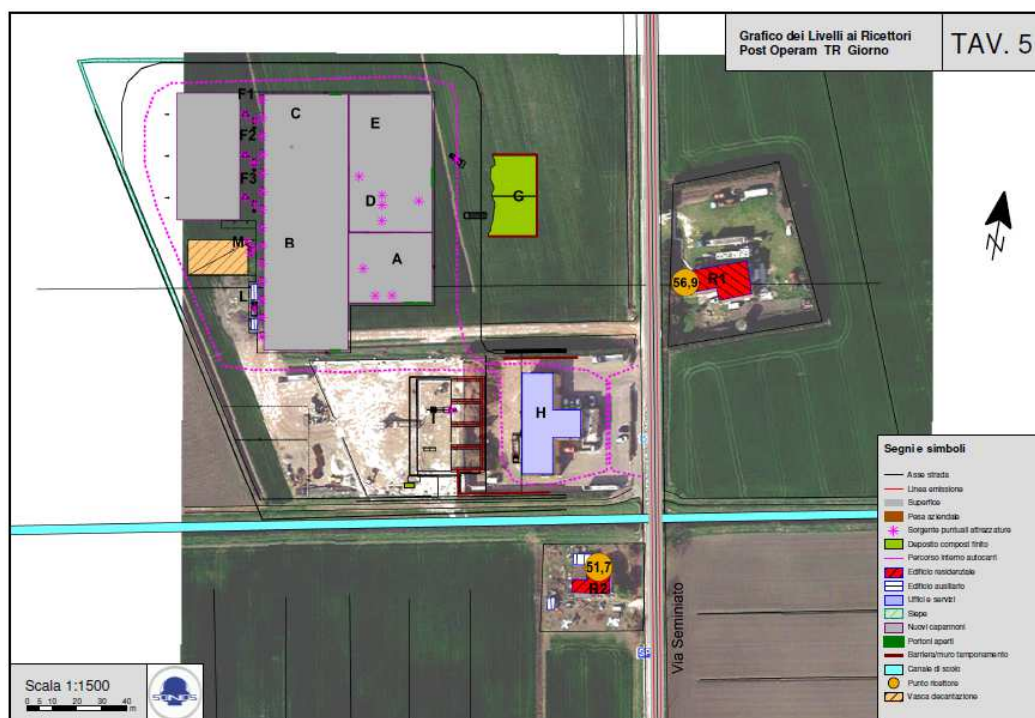 Grafico dei Livelli ai Ricettori
Post Operam TR Giorno
TAV. 5
F1
F2
F3
C
E
D
G
M
B
A
L
H
56,9
R1
N
51,7
R2
Via Seminiato
Segni e simboli
Asse strada
Linea emissione
Superfice
Pesa aziendale
Sorgente puntuali attrezzature
Deposito compost finito
Percorso interno autocarri
Edificio residenziale
Edificio ausiliario
Uffici e servizi
Siepe
Nuovi capannoni
Portoni aperti
Barriera/muro tamponamento
Canale di scolo
Punto ricettore
Vasca decantazione
Scala 1:1500
0 5 10 20 30 40
m